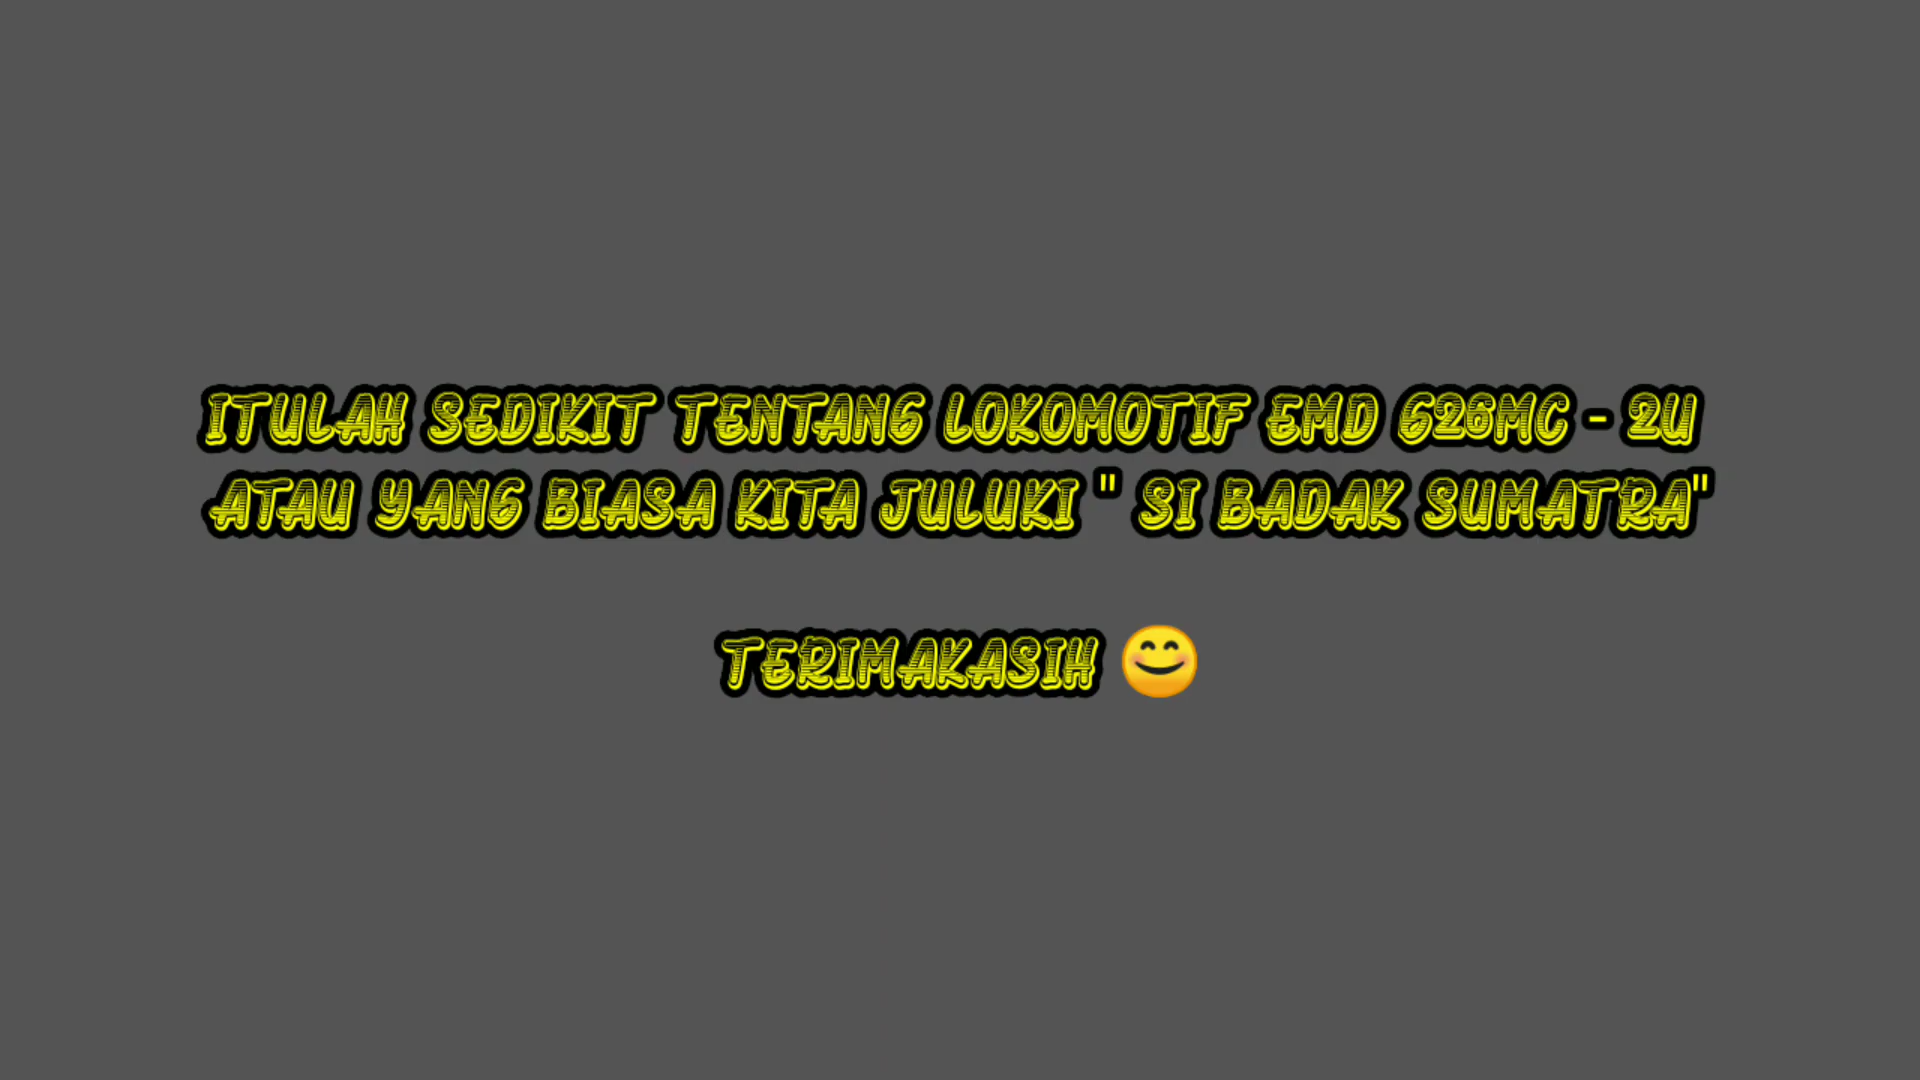 ITULAH SEDIKIT TENTANG LOKOMOTIF EMD G26MC - 2U
ATAU YANG BIASA KITA JULUKI " SI BADAK SUMATRA"
TERIMAKASIH 😊